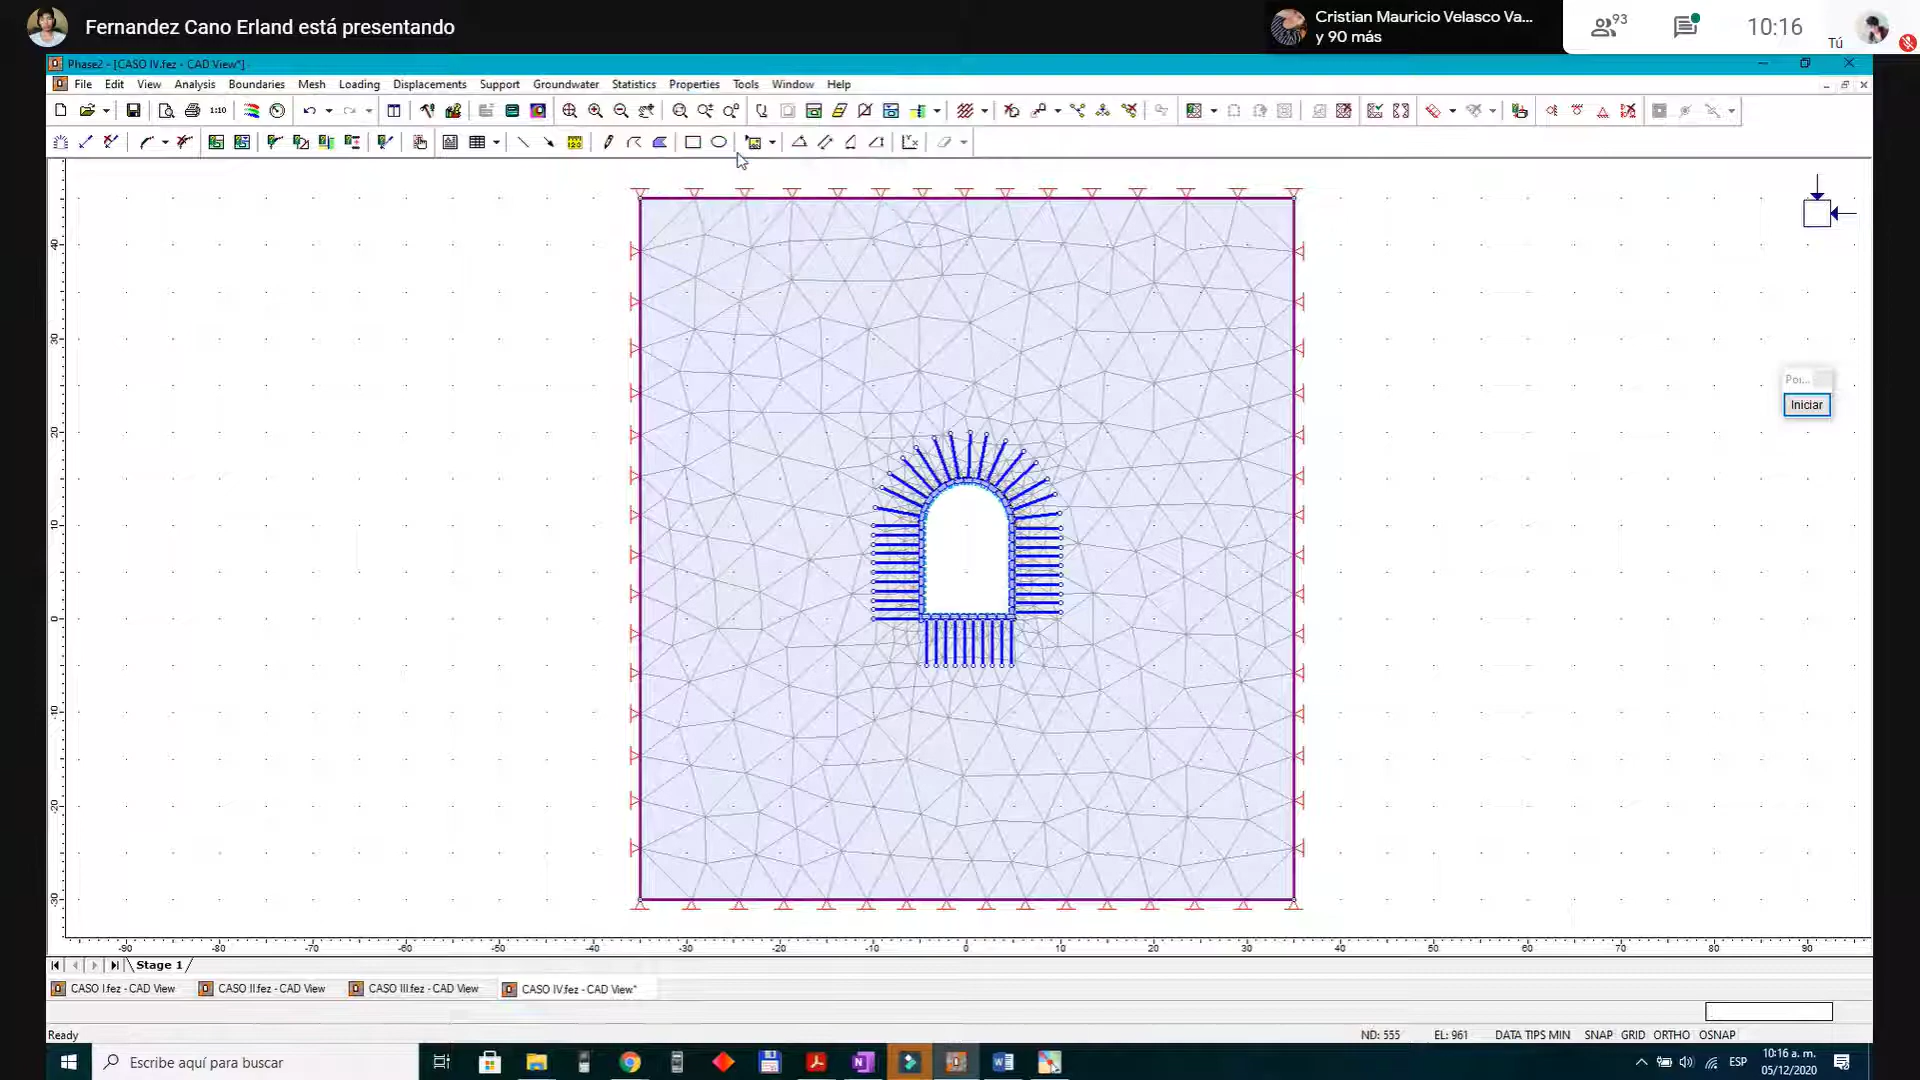 Fernandez Cano Erland está presentando
Cristian Mauricio Velasco Va...
y 90 más
93
10:16
Tú
Phase2 - [CASO IV.fez - CAD View*]
File Edit View Analysis Boundaries Mesh Loading Displacements Support Groundwater Statistics Properties Tools Window Help
1:10
40
30
20
10
0
-10
-20
-30
Poi...
Iniciar
-90 -80 -70 -60 -50 -40 -30 -20 -10 0 10 20 30 40 50 60 70 80 90
Stage 1
CASO I.fez - CAD View CASO II.fez - CAD View CASO III.fez - CAD View CASO IV.fez - CAD View*
Ready ND: 555 EL: 961 DATA TIPS MIN SNAP GRID ORTHO OSNAP
Escribe aquí para buscar
ESP
10:16 a. m.
05/12/2020